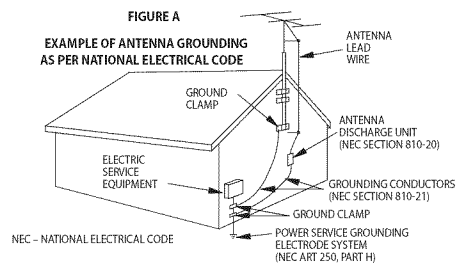 FIGURE A
EXAMPLE OF ANTENNA GROUNDING
AS PER NATIONAL ELECTRICAL CODE
ANTENNA
LEAD
WIRE
GROUND
CLAMP
ANTENNA
DISCHARGE UNIT
(NEC SECTION 810-20)
ELECTRIC
SERVICE
EQUIPMENT
GROUNDING CONDUCTORS
(NEC SECTION 810-21)
GROUND CLAMP
POWER SERVICE GROUNDING
ELECTRODE SYSTEM
(NEC ART 250, PART H)
NEC – NATIONAL ELECTRICAL CODE